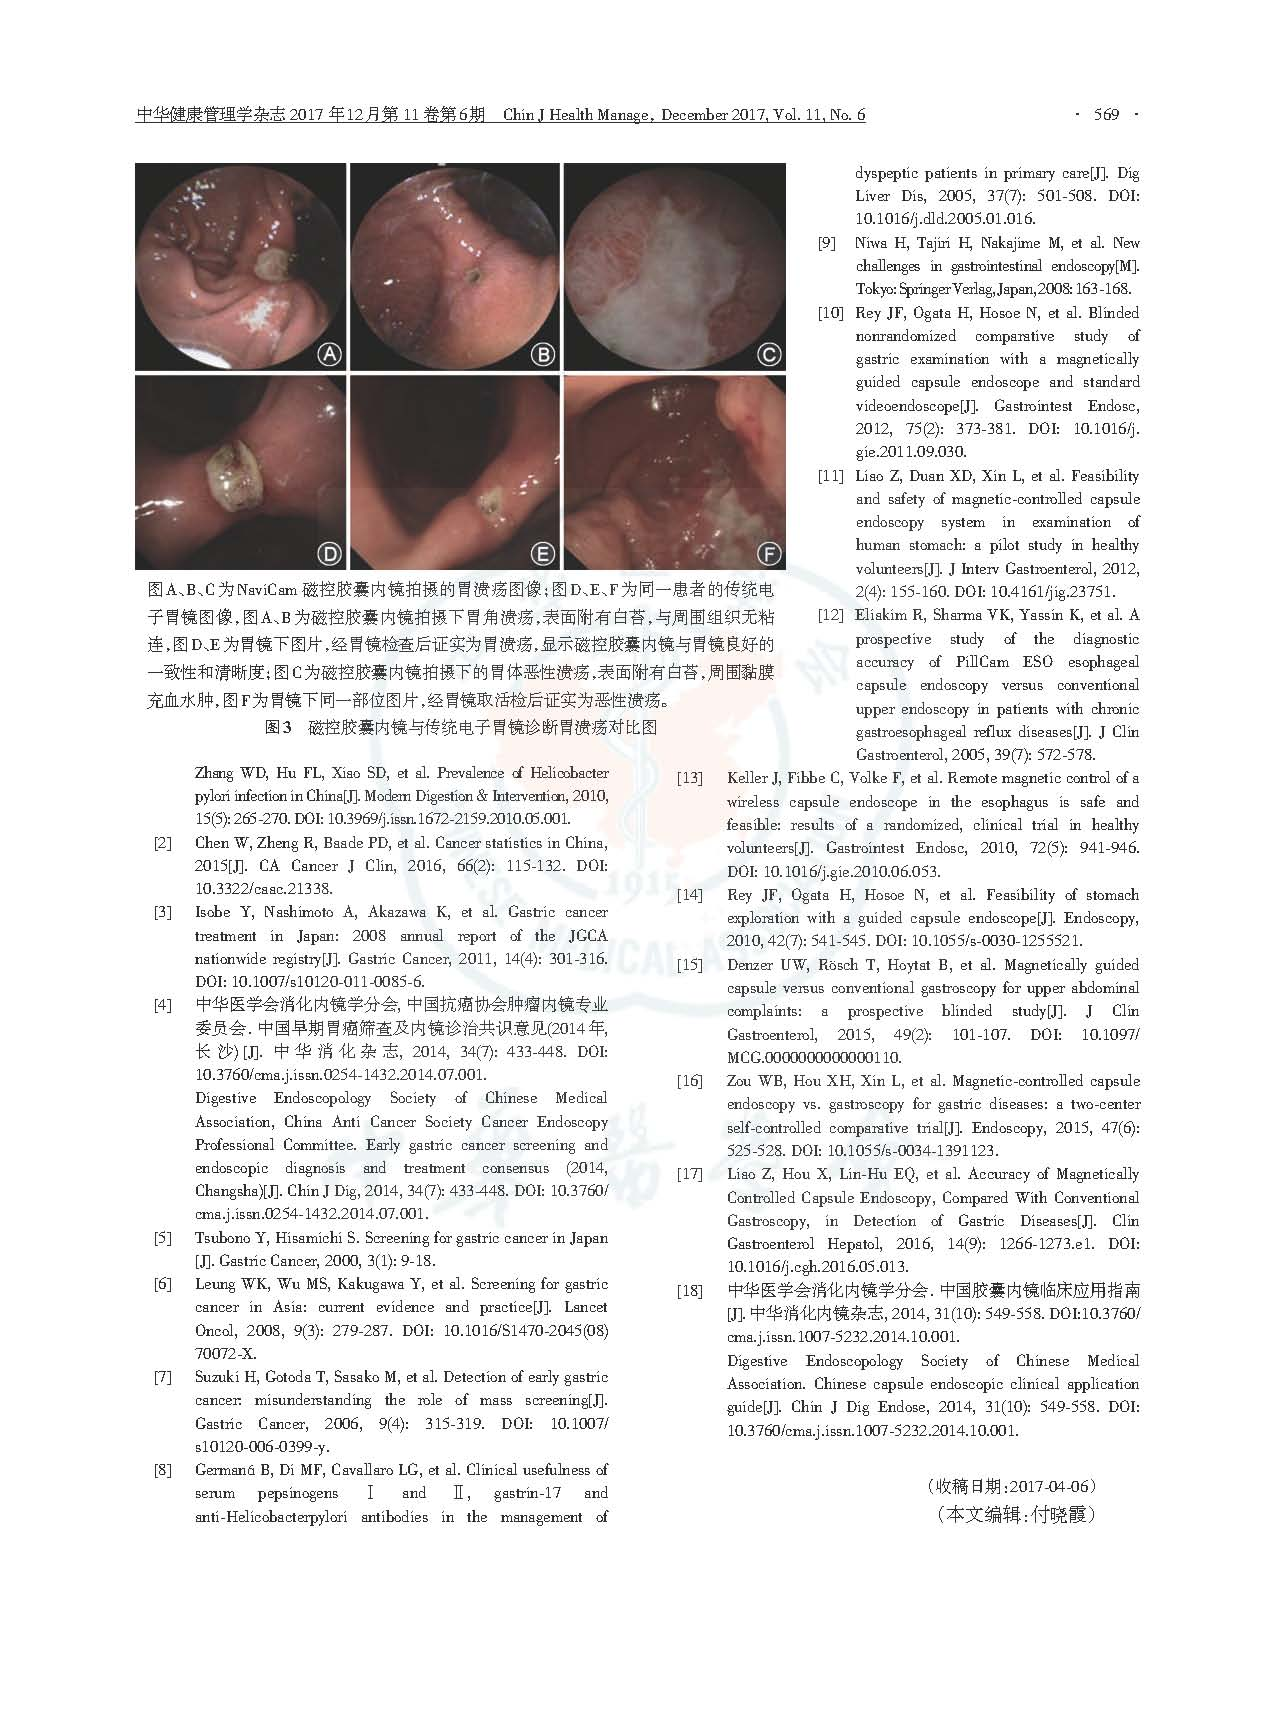 中华健康管理学杂志2017年12月第11卷第6期 Chin J Health Manage, December 2017, Vol. 11, No. 6
· 569 ·
A
B
C
D
E
F
图A、B、C为NaviCam磁控胶囊内镜拍摄的胃溃疡图像;图D、E、F为同一患者的传统电
子胃镜图像,图A、B为磁控胶囊内镜拍摄下胃角溃疡,表面附有白苔,与周围组织无粘
连,图D、E为胃镜下图片,经胃镜检查后证实为胃溃疡,显示磁控胶囊内镜与胃镜良好的
一致性和清晰度;图C为磁控胶囊内镜拍摄下的胃体恶性溃疡,表面附有白苔,周围黏膜
充血水肿,图F为胃镜下同一部位图片,经胃镜取活检后证实为恶性溃疡。
图3 磁控胶囊内镜与传统电子胃镜诊断胃溃疡对比图
Zhang WD, Hu FL, Xiao SD, et al. Prevalence of Helicobacter
pylori infection in China[J]. Modern Digestion & Intervention, 2010,
15(5): 265-270. DOI: 10.3969/j.issn.1672-2159.2010.05.001.
[2] Chen W, Zheng R, Baade PD, et al. Cancer statistics in China,
2015[J]. CA Cancer J Clin, 2016, 66(2): 115-132. DOI:
10.3322/caac.21338.
[3] Isobe Y, Nashimoto A, Akazawa K, et al. Gastric cancer
treatment in Japan: 2008 annual report of the JGCA
nationwide registry[J]. Gastric Cancer, 2011, 14(4): 301-316.
DOI: 10.1007/s10120-011-0085-6.
[4] 中华医学会消化内镜学分会, 中国抗癌协会肿瘤内镜专业
委员会. 中国早期胃癌筛查及内镜诊治共识意见(2014年,
长沙)[J]. 中华消化杂志, 2014, 34(7): 433-448. DOI:
10.3760/cma.j.issn.0254-1432.2014.07.001.
Digestive Endoscopology Society of Chinese Medical
Association, China Anti Cancer Society Cancer Endoscopy
Professional Committee. Early gastric cancer screening and
endoscopic diagnosis and treatment consensus (2014,
Changsha)[J]. Chin J Dig, 2014, 34(7): 433-448. DOI: 10.3760/
cma.j.issn.0254-1432.2014.07.001.
[5] Tsubono Y, Hisamichi S. Screening for gastric cancer in Japan
[J]. Gastric Cancer, 2000, 3(1): 9-18.
[6] Leung WK, Wu MS, Kakugawa Y, et al. Screening for gastric
cancer in Asia: current evidence and practice[J]. Lancet
Oncol, 2008, 9(3): 279-287. DOI: 10.1016/S1470-2045(08)
70072-X.
[7] Suzuki H, Gotoda T, Sasako M, et al. Detection of early gastric
cancer: misunderstanding the role of mass screening[J].
Gastric Cancer, 2006, 9(4): 315-319. DOI: 10.1007/
s10120-006-0399-y.
[8] Germaná B, Di MF, Cavallaro LG, et al. Clinical usefulness of
serum pepsinogens Ⅰ and Ⅱ, gastrin-17 and
anti-Helicobacterpylori antibodies in the management of
dyspeptic patients in primary care[J]. Dig
Liver Dis, 2005, 37(7): 501-508. DOI:
10.1016/j.dld.2005.01.016.
[9] Niwa H, Tajiri H, Nakajime M, et al. New
challenges in gastrointestinal endoscopy[M].
Tokyo: Springer Verlag, Japan,2008: 163-168.
[10] Rey JF, Ogata H, Hosoe N, et al. Blinded
nonrandomized comparative study of
gastric examination with a magnetically
guided capsule endoscope and standard
videoendoscope[J]. Gastrointest Endosc,
2012, 75(2): 373-381. DOI: 10.1016/j.
gie.2011.09.030.
[11] Liao Z, Duan XD, Xin L, et al. Feasibility
and safety of magnetic-controlled capsule
endoscopy system in examination of
human stomach: a pilot study in healthy
volunteers[J]. J Interv Gastroenterol, 2012,
2(4): 155-160. DOI: 10.4161/jig.23751.
[12] Eliakim R, Sharma VK, Yassin K, et al. A
prospective study of the diagnostic
accuracy of PillCam ESO esophageal
capsule endoscopy versus conventional
upper endoscopy in patients with chronic
gastroesophageal reflux diseases[J]. J Clin
Gastroenterol, 2005, 39(7): 572-578.
[13] Keller J, Fibbe C, Volke F, et al. Remote magnetic control of a
wireless capsule endoscope in the esophagus is safe and
feasible: results of a randomized, clinical trial in healthy
volunteers[J]. Gastrointest Endosc, 2010, 72(5): 941-946.
DOI: 10.1016/j.gie.2010.06.053.
[14] Rey JF, Ogata H, Hosoe N, et al. Feasibility of stomach
exploration with a guided capsule endoscope[J]. Endoscopy,
2010, 42(7): 541-545. DOI: 10.1055/s-0030-1255521.
[15] Denzer UW, Rösch T, Hoytat B, et al. Magnetically guided
capsule versus conventional gastroscopy for upper abdominal
complaints: a prospective blinded study[J]. J Clin
Gastroenterol, 2015, 49(2): 101-107. DOI: 10.1097/
MCG.0000000000000110.
[16] Zou WB, Hou XH, Xin L, et al. Magnetic-controlled capsule
endoscopy vs. gastroscopy for gastric diseases: a two-center
self-controlled comparative trial[J]. Endoscopy, 2015, 47(6):
525-528. DOI: 10.1055/s-0034-1391123.
[17] Liao Z, Hou X, Lin-Hu EQ, et al. Accuracy of Magnetically
Controlled Capsule Endoscopy, Compared With Conventional
Gastroscopy, in Detection of Gastric Diseases[J]. Clin
Gastroenterol Hepatol, 2016, 14(9): 1266-1273.e1. DOI:
10.1016/j.cgh.2016.05.013.
[18] 中华医学会消化内镜学分会. 中国胶囊内镜临床应用指南
[J]. 中华消化内镜杂志, 2014, 31(10): 549-558. DOI:10.3760/
cma.j.issn.1007-5232.2014.10.001.
Digestive Endoscopology Society of Chinese Medical
Association. Chinese capsule endoscopic clinical application
guide[J]. Chin J Dig Endose, 2014, 31(10): 549-558. DOI:
10.3760/cma.j.issn.1007-5232.2014.10.001.
(收稿日期:2017-04-06)
(本文编辑:付晓霞)
1915